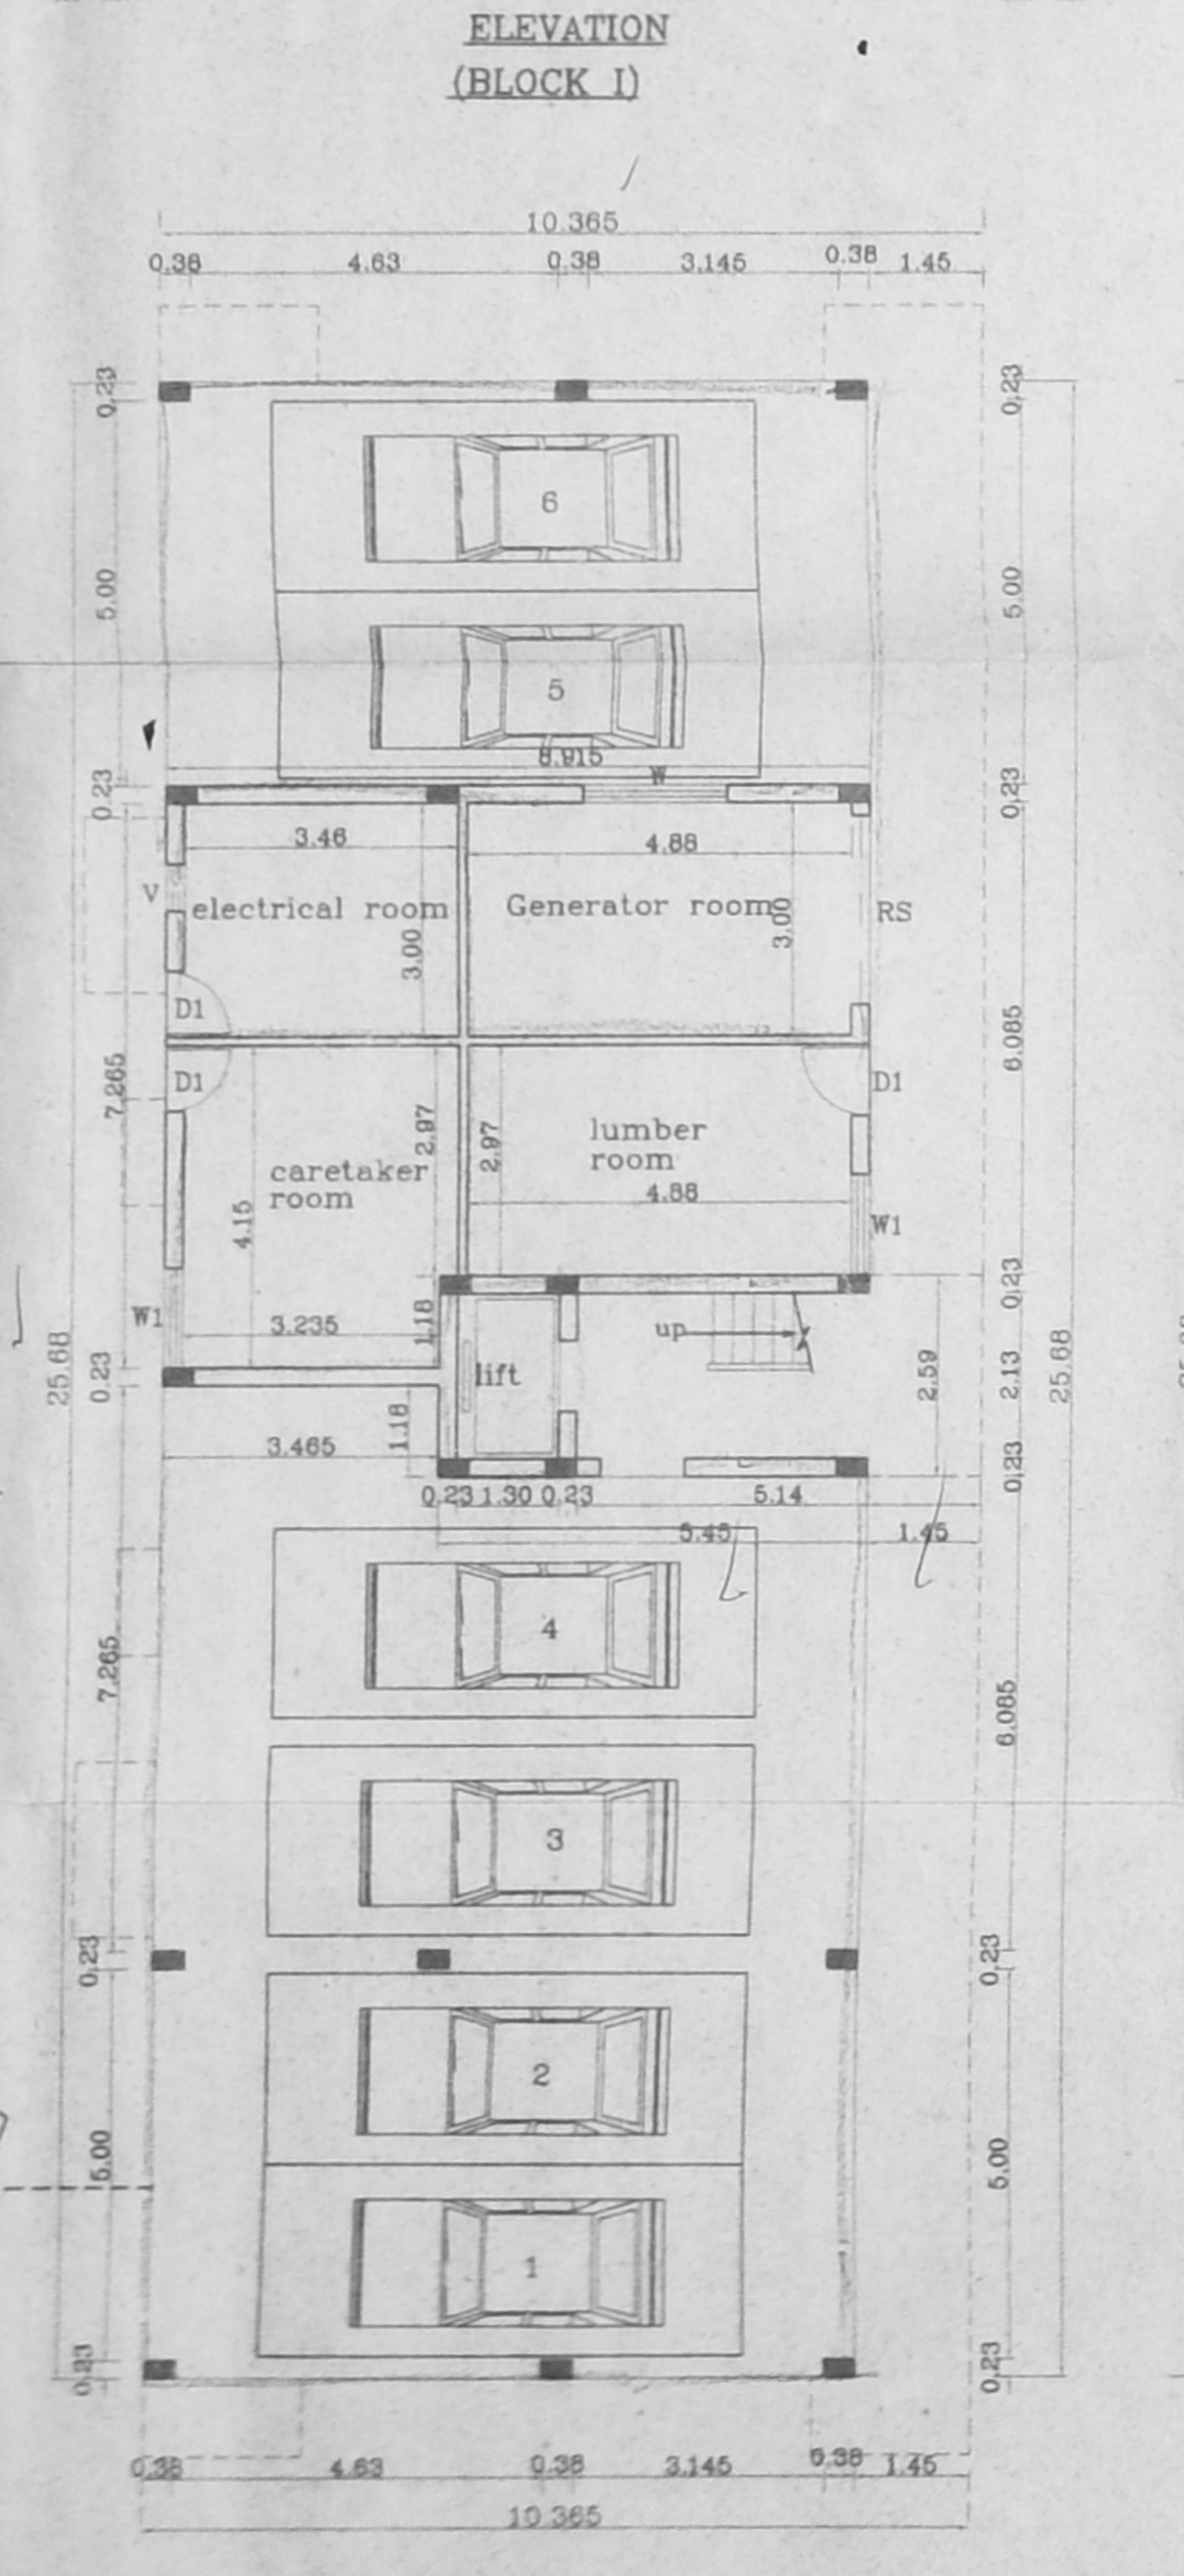 ELEVATION
(BLOCK I)
10.365
0.38 4.63 0.38 3.145 0.38 1.45
0.23 0.23
6
5.00 5.00
5
8.915
W
0.23 0.23
3.46 4.88
V
electrical room Generator room RS
3.00 3.00
D1
6.085
D1 D1
7.265
2.97 2.97
lumber
room
caretaker
room
4.88
4.15
W1
0.23
W1 3.235 1.18 up
25.68 0.23 lift 2.59 2.13 25.68
3.465 1.18
0.23
0.23 1.30 0.23 5.14
5.45 1.45
4
7.265
6.085
3
0.23 0.23
2
5.00 5.00
1
0.23 0.23
0.38 4.63 0.38 3.145 0.38 1.45
10.365